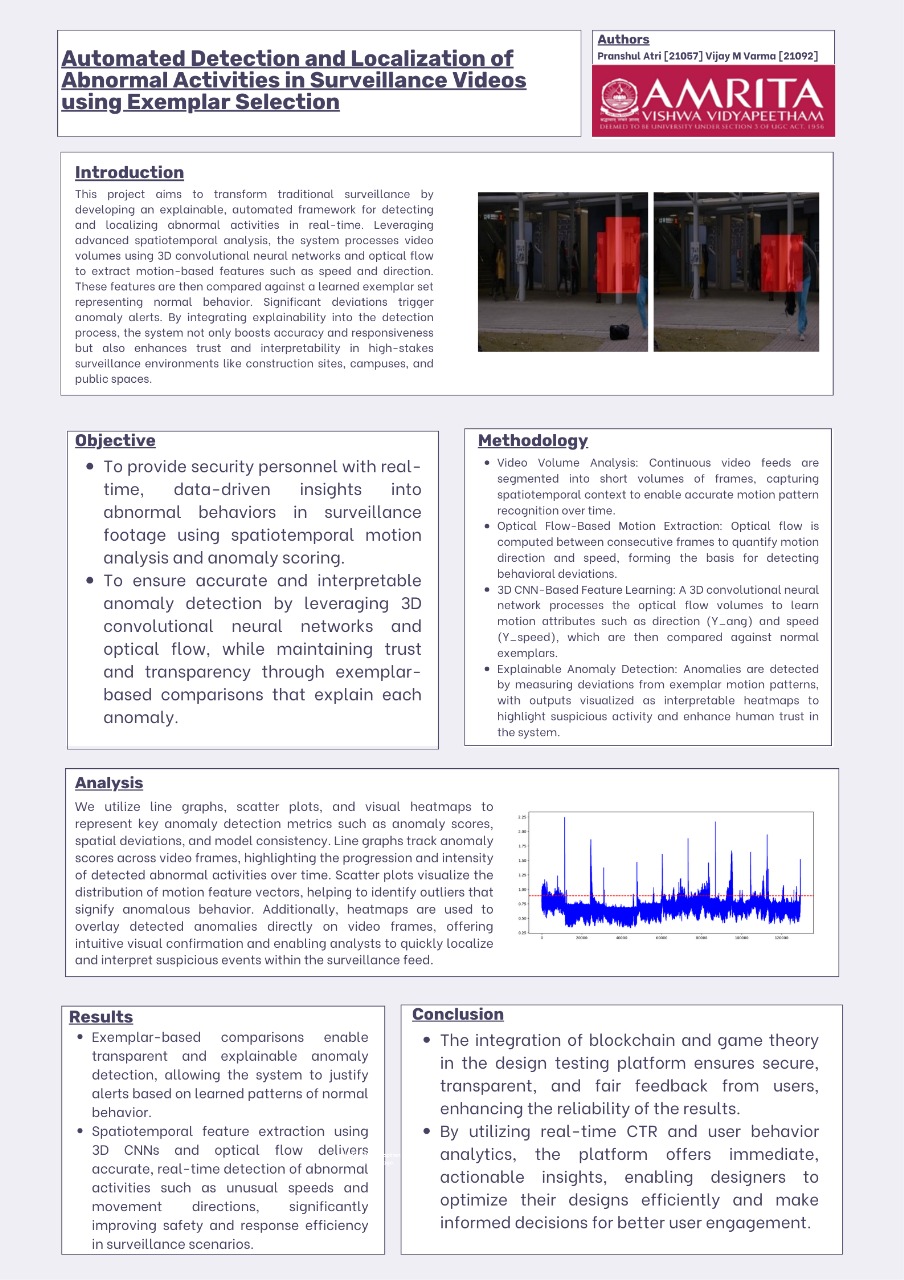 Automated Detection and Localization of
Abnormal Activities in Surveillance Videos
using Exemplar Selection
Authors
Pranshul Atri [21057] Vijay M Varma [21092]
AMRITA
VISHWA VIDYAPEETHAM
DEEMED TO BE UNIVERSITY UNDER SECTION 3 OF UGC ACT, 1956
Introduction
This project aims to transform traditional surveillance by
developing an explainable, automated framework for detecting
and localizing abnormal activities in real-time. Leveraging
advanced spatiotemporal analysis, the system processes video
volumes using 3D convolutional neural networks and optical flow
to extract motion-based features such as speed and direction.
These features are then compared against a learned exemplar set
representing normal behavior. Significant deviations trigger
anomaly alerts. By integrating explainability into the detection
process, the system not only boosts accuracy and responsiveness
but also enhances trust and interpretability in high-stakes
surveillance environments like construction sites, campuses, and
public spaces.
Objective
• To provide security personnel with real-
time, data-driven insights into
abnormal behaviors in surveillance
footage using spatiotemporal motion
analysis and anomaly scoring.
• To ensure accurate and interpretable
anomaly detection by leveraging 3D
convolutional neural networks and
optical flow, while maintaining trust
and transparency through exemplar-
based comparisons that explain each
anomaly.
Methodology
• Video Volume Analysis: Continuous video feeds are
segmented into short volumes of frames, capturing
spatiotemporal context to enable accurate motion pattern
recognition over time.
• Optical Flow-Based Motion Extraction: Optical flow is
computed between consecutive frames to quantify motion
direction and speed, forming the basis for detecting
behavioral deviations.
• 3D CNN-Based Feature Learning: A 3D convolutional neural
network processes the optical flow volumes to learn
motion attributes such as direction (Y_ang) and speed
(Y_speed), which are then compared against normal
exemplars.
• Explainable Anomaly Detection: Anomalies are detected
by measuring deviations from exemplar motion patterns,
with outputs visualized as interpretable heatmaps to
highlight suspicious activity and enhance human trust in
the system.
Analysis
We utilize line graphs, scatter plots, and visual heatmaps to
represent key anomaly detection metrics such as anomaly scores,
spatial deviations, and model consistency. Line graphs track anomaly
scores across video frames, highlighting the progression and intensity
of detected abnormal activities over time. Scatter plots visualize the
distribution of motion feature vectors, helping to identify outliers that
signify anomalous behavior. Additionally, heatmaps are used to
overlay detected anomalies directly on video frames, offering
intuitive visual confirmation and enabling analysts to quickly localize
and interpret suspicious events within the surveillance feed.
2.25
2.00
1.75
1.50
1.25
1.00
0.75
0.50
0.25
0 20000 40000 60000 80000 100000 120000
Results
• Exemplar-based comparisons enable
transparent and explainable anomaly
detection, allowing the system to justify
alerts based on learned patterns of normal
behavior.
• Spatiotemporal feature extraction using
3D CNNs and optical flow delivers
accurate, real-time detection of abnormal
activities such as unusual speeds and
movement directions, significantly
improving safety and response efficiency
in surveillance scenarios.
Conclusion
• The integration of blockchain and game theory
in the design testing platform ensures secure,
transparent, and fair feedback from users,
enhancing the reliability of the results.
• By utilizing real-time CTR and user behavior
analytics, the platform offers immediate,
actionable insights, enabling designers to
optimize their designs efficiently and make
informed decisions for better user engagement.